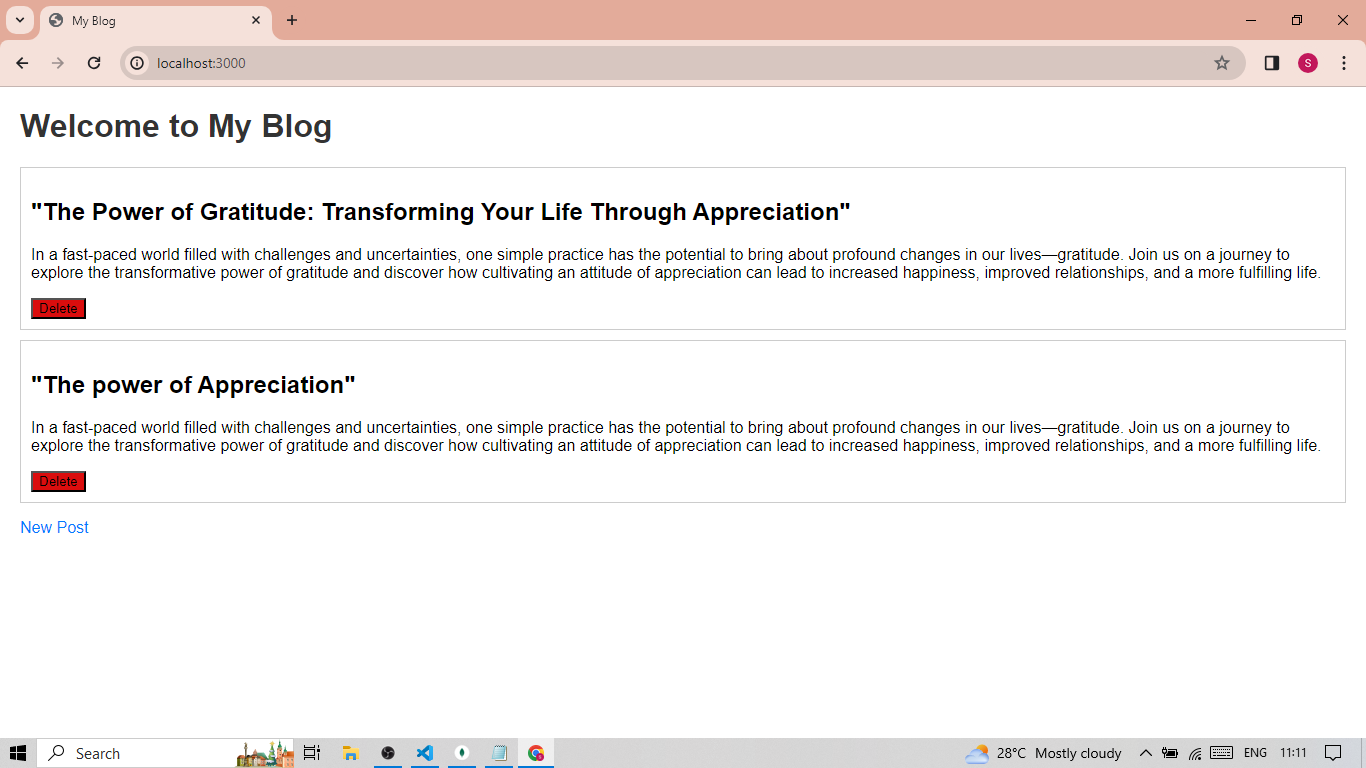 My Blog
localhost:3000
S
Welcome to My Blog
"The Power of Gratitude: Transforming Your Life Through Appreciation"
In a fast-paced world filled with challenges and uncertainties, one simple practice has the potential to bring about profound changes in our lives—gratitude. Join us on a journey to
explore the transformative power of gratitude and discover how cultivating an attitude of appreciation can lead to increased happiness, improved relationships, and a more fulfilling life.
Delete
"The power of Appreciation"
In a fast-paced world filled with challenges and uncertainties, one simple practice has the potential to bring about profound changes in our lives—gratitude. Join us on a journey to
explore the transformative power of gratitude and discover how cultivating an attitude of appreciation can lead to increased happiness, improved relationships, and a more fulfilling life.
Delete
New Post
Search
28°C Mostly cloudy
ENG
11:11